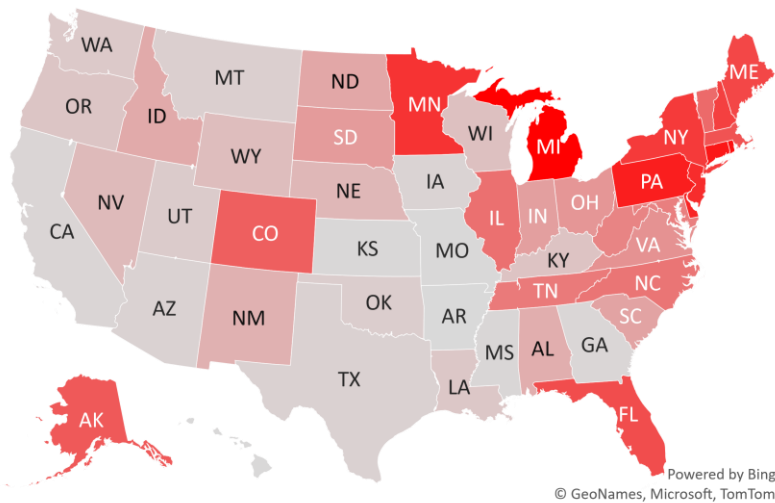 WA
MT
ND
MN
ME
OR
ID
SD
WI
MI
NY
WY
NV
UT
CO
NE
IA
IL
IN
OH
PA
CA
KS
MO
KY
VA
AZ
NM
OK
AR
TN
NC
SC
TX
MS
AL
GA
LA
AK
FL
Powered by Bing
© GeoNames, Microsoft, TomTom